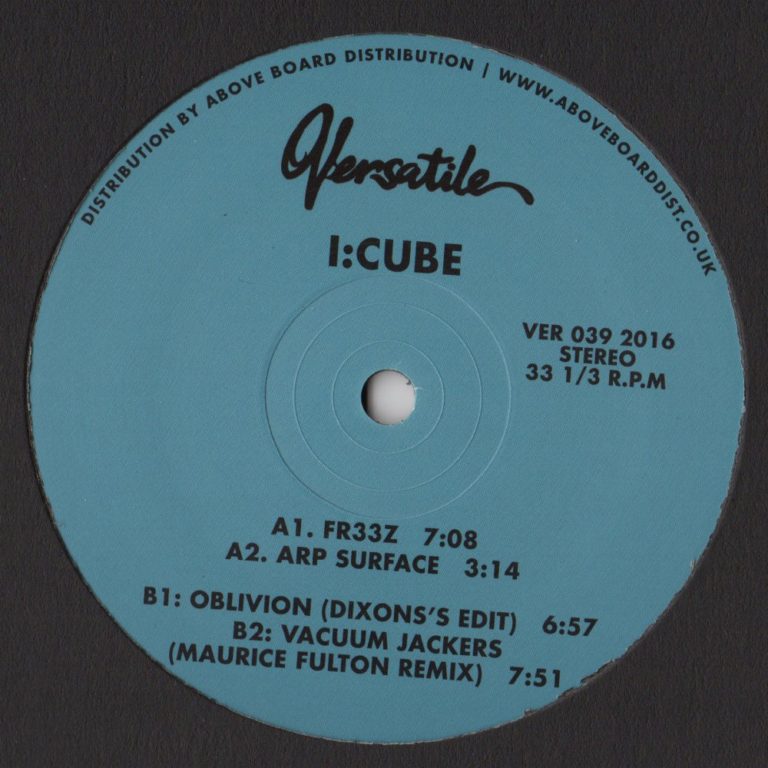 DISTRIBUTION BY ABOVE BOARD DISTRIBUTION | WWW.ABOVEBOARDDIST.CO.UK
Versatile
I:CUBE
VER 039 2016
STEREO
33 1/3 R.P.M
A1. FR33Z 7:08
A2. ARP SURFACE 3:14
B1: OBLIVION (DIXONS'S EDIT) 6:57
B2: VACUUM JACKERS
(MAURICE FULTON REMIX) 7:51